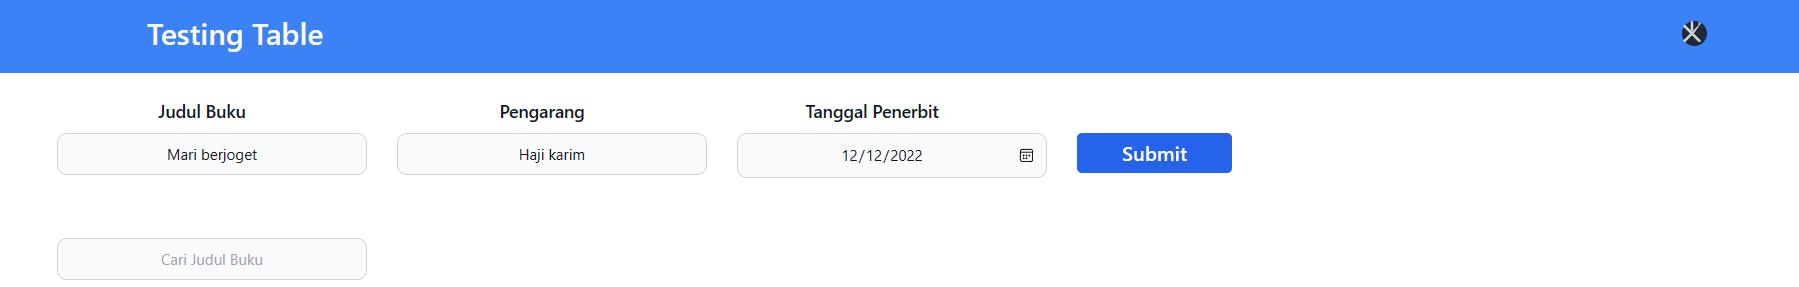 Testing Table
Judul Buku
Pengarang
Tanggal Penerbit
Mari berjoget
Haji karim
12/12/2022
Submit
Cari Judul Buku